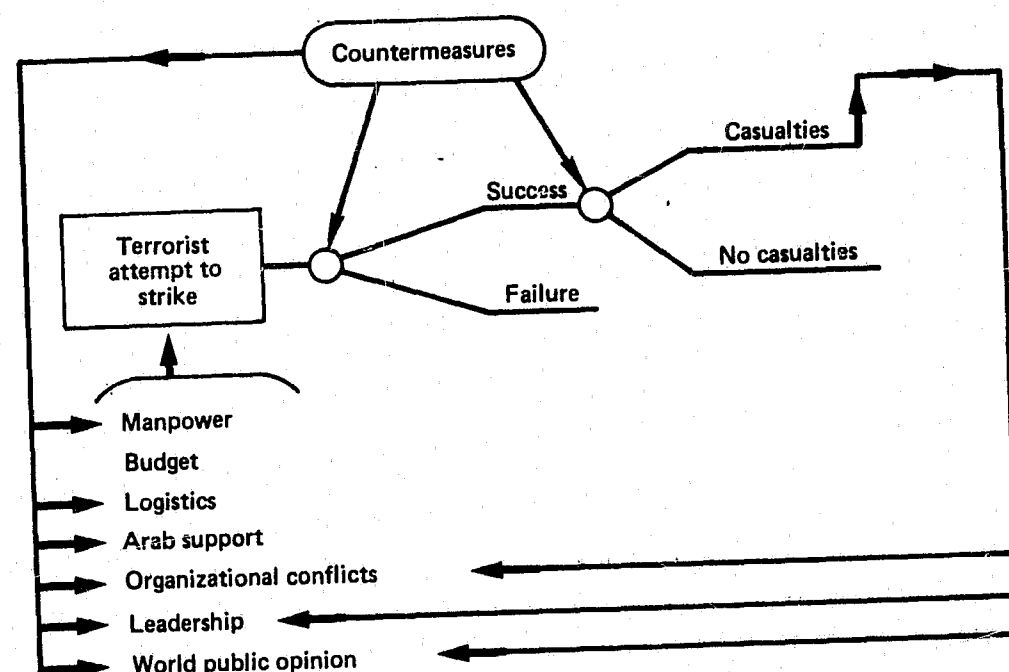 Countermeasures
Casualties
Success
Terrorist
attempt to
strike
No casualties
Failure
Manpower
Budget
Logistics
Arab support
Organizational conflicts
Leadership
World public opinion